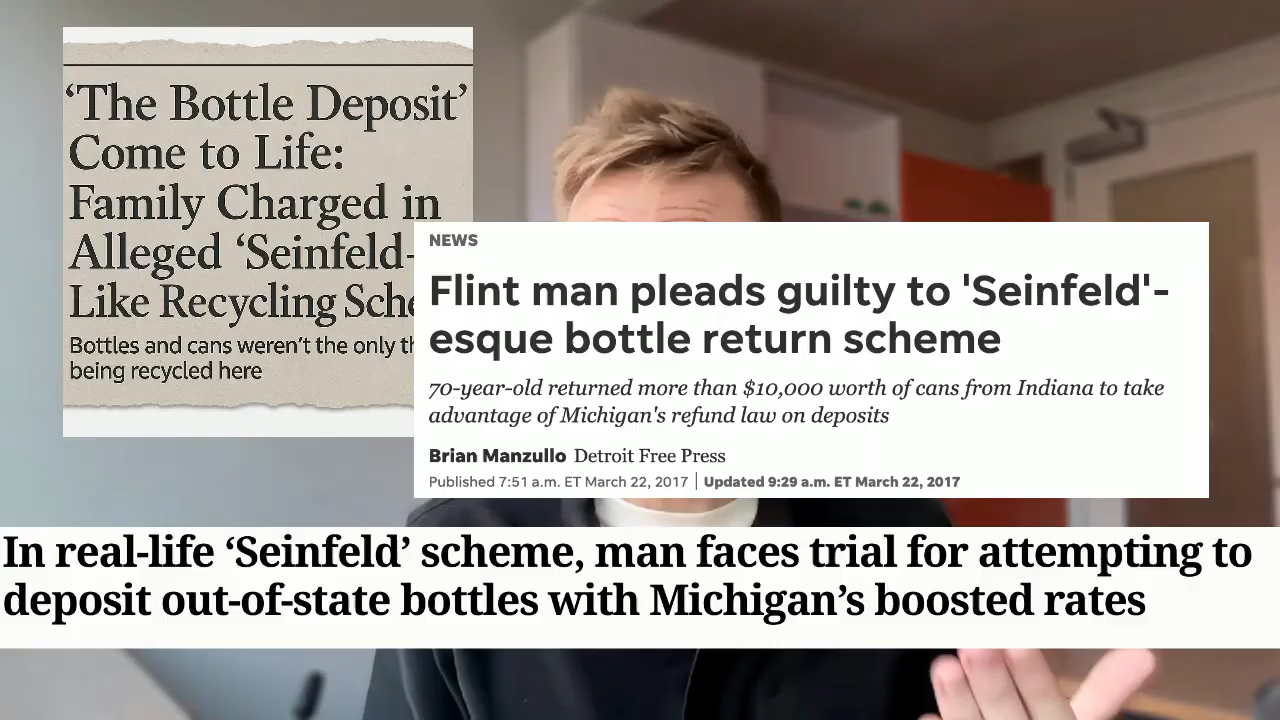 ‘The Bottle Deposit’
Come to Life:
Family Charged in
Alleged ‘Seinfeld-
Like Recycling
Bottles and cans weren’t the only
being recycled here
NEWS
Flint man pleads guilty to 'Seinfeld'-
esque bottle return scheme
70-year-old returned more than $10,000 worth of cans from Indiana to take
advantage of Michigan's refund law on deposits
Brian Manzullo Detroit Free Press
Published 7:51 a.m. ET March 22, 2017 | Updated 9:29 a.m. ET March 22, 2017
In real-life ‘Seinfeld’ scheme, man faces trial for attempting to
deposit out-of-state bottles with Michigan’s boosted rates